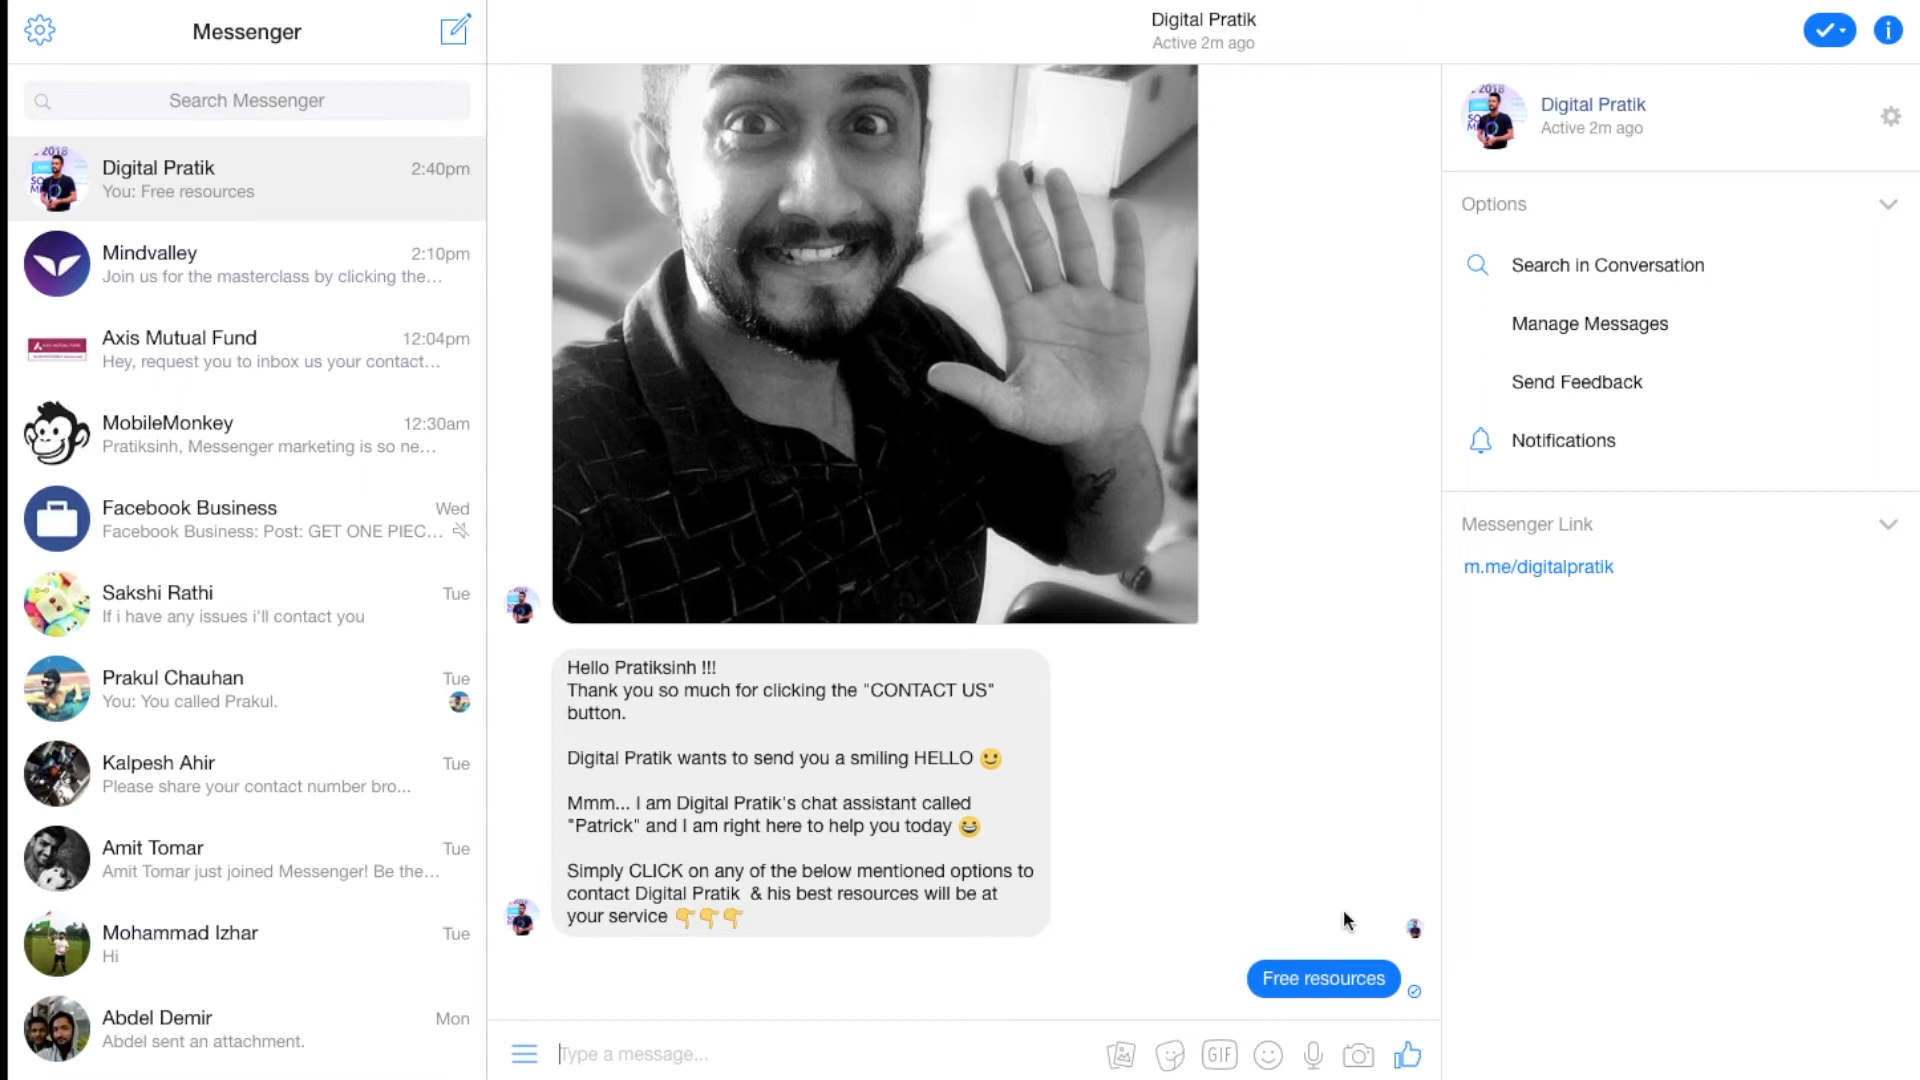 Messenger
Search Messenger
Digital Pratik
2:40pm
You: Free resources
Mindvalley
2:10pm
Join us for the masterclass by clicking the…
Axis Mutual Fund
12:04pm
Hey, request you to inbox us your contact…
MobileMonkey
12:30am
Pratiksinh, Messenger marketing is so ne…
Facebook Business
Wed
Facebook Business: Post: GET ONE PIEC…
Sakshi Rathi
Tue
If i have any issues i'll contact you
Prakul Chauhan
Tue
You: You called Prakul.
Kalpesh Ahir
Tue
Please share your contact number bro...
Amit Tomar
Tue
Amit Tomar just joined Messenger! Be the…
Mohammad Izhar
Tue
Hi
Abdel Demir
Mon
Abdel sent an attachment.
Digital Pratik
Active 2m ago
Hello Pratiksinh !!!
Thank you so much for clicking the "CONTACT US"
button.
Digital Pratik wants to send you a smiling HELLO 🙂
Mmm... I am Digital Pratik's chat assistant called
"Patrick" and I am right here to help you today 😀
Simply CLICK on any of the below mentioned options to
contact Digital Pratik & his best resources will be at
your service 👇👇👇
Free resources
Type a message...
GIF
Digital Pratik
Active 2m ago
Options
Search in Conversation
Manage Messages
Send Feedback
Notifications
Messenger Link
m.me/digitalpratik